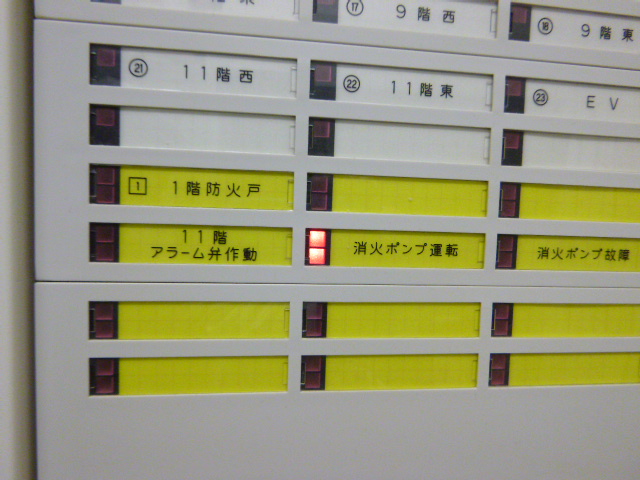 ⑰ 9階西
⑱ 9階東
㉑ 11階西
㉒ 11階東
㉓ EV
1 1階防火戸
11階
アラーム弁作動
消火ポンプ運転
消火ポンプ故障